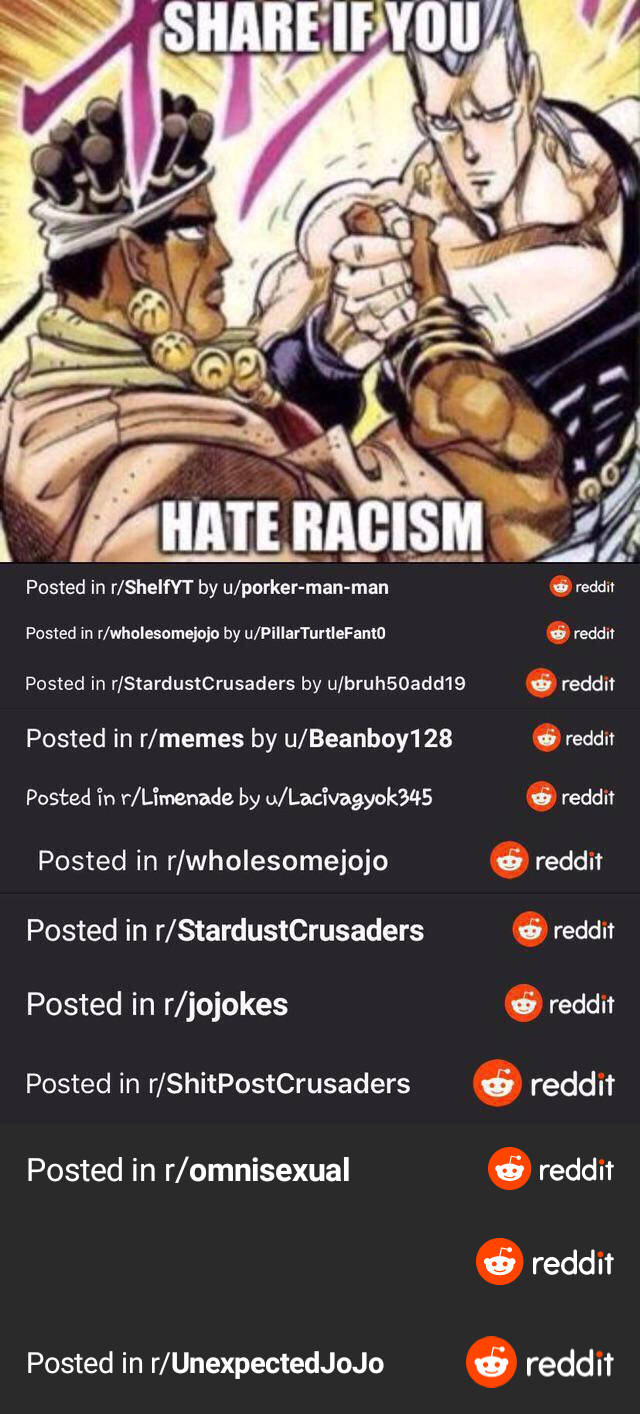 SHARE IF YOU
HATE RACISM
Posted in r/ShelfYT by u/porker-man-man reddit
Posted in r/wholesomejojo by u/PillarTurtleFant0 reddit
Posted in r/StardustCrusaders by u/bruh50add19 reddit
Posted in r/memes by u/Beanboy128 reddit
Posted in r/Limenade by u/Lacivagyok345 reddit
Posted in r/wholesomejojo reddit
Posted in r/StardustCrusaders reddit
Posted in r/jojokes reddit
Posted in r/ShitPostCrusaders reddit
Posted in r/omnisexual reddit
reddit
Posted in r/UnexpectedJoJo reddit